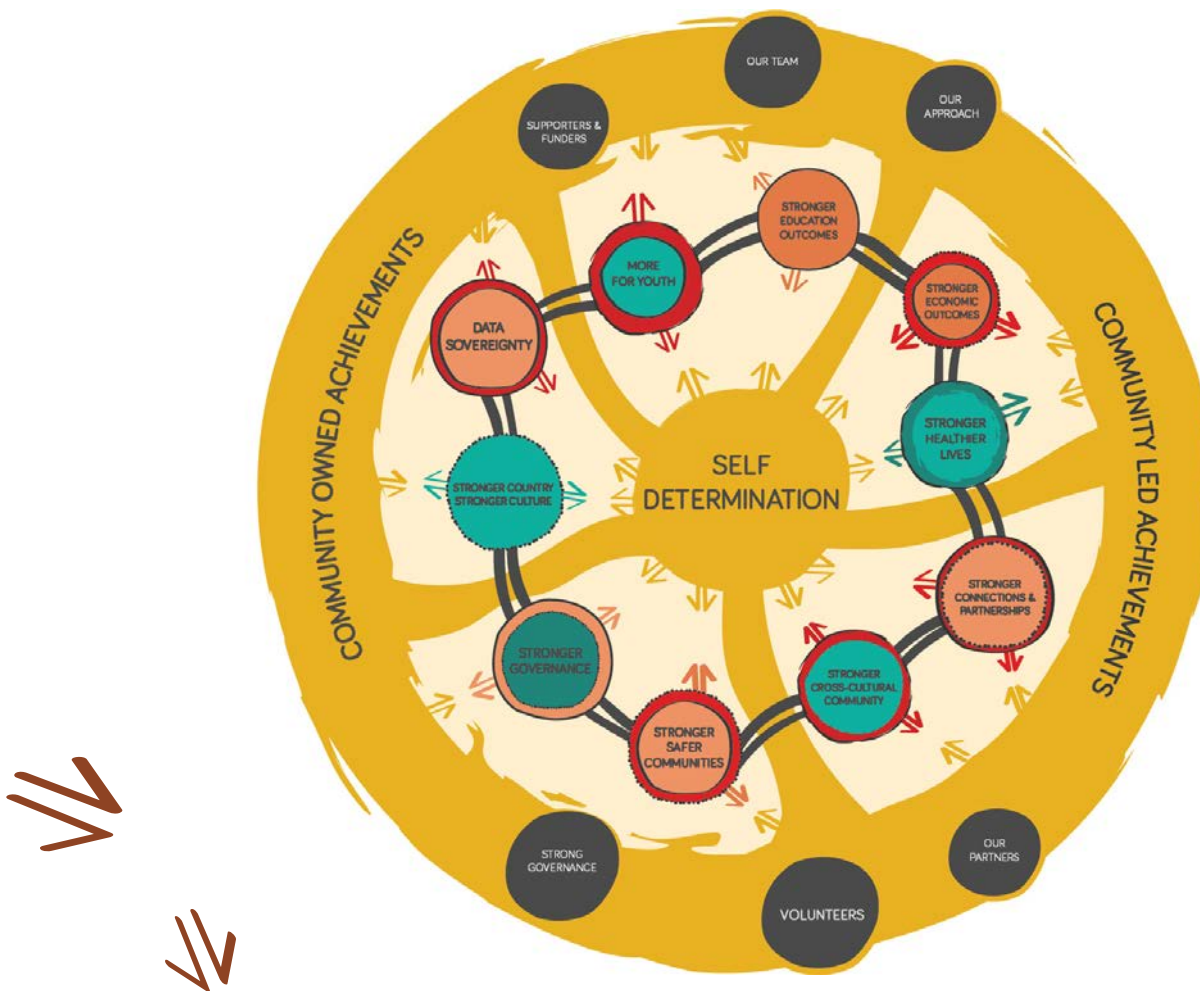 OUR TEAM
OUR
APPROACH
SUPPORTERS &
FUNDERS
COMMUNITY OWNED ACHIEVEMENTS
COMMUNITY LED ACHIEVEMENTS
STRONGER
EDUCATION
OUTCOMES
MORE
FOR YOUTH
STRONGER
ECONOMIC
OUTCOMES
DATA
SOVEREIGNTY
STRONGER
HEALTHIER
LIVES
SELF
DETERMINATION
STRONGER COUNTRY
STRONGER CULTURE
STRONGER
CONNECTIONS &
PARTNERSHIPS
STRONGER
GOVERNANCE
STRONGER
CROSS-CULTURAL
COMMUNITY
STRONGER
SAFER
COMMUNITIES
STRONG
GOVERNANCE
OUR
PARTNERS
VOLUNTEERS